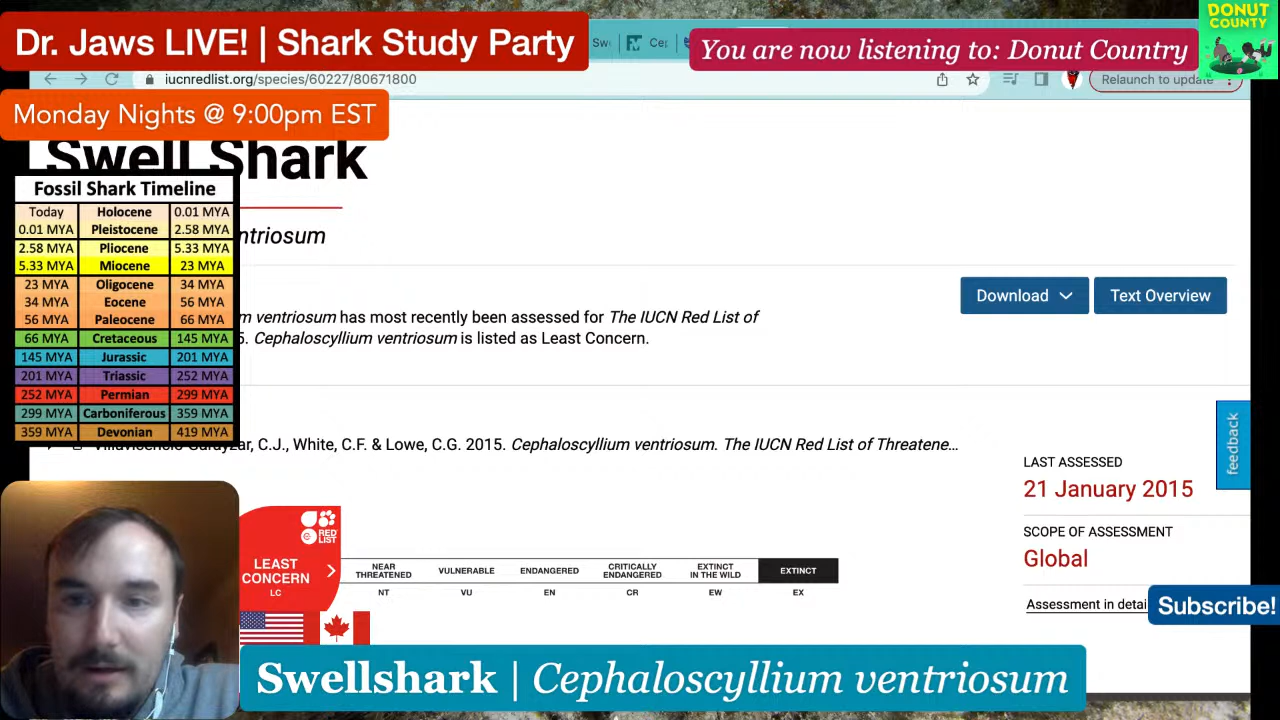 Dr. Jaws LIVE! | Shark Study Party
You are now listening to: Donut Country
DONUT
COUNTY
Monday Nights @ 9:00pm EST
iucnredlist.org/species/60227/80671800
Relaunch to update
Swell Shark
ntriosum
Fossil Shark Timeline
Today Holocene 0.01 MYA
0.01 MYA Pleistocene 2.58 MYA
2.58 MYA Pliocene 5.33 MYA
5.33 MYA Miocene 23 MYA
23 MYA Oligocene 34 MYA
34 MYA Eocene 56 MYA
56 MYA Paleocene 66 MYA
66 MYA Cretaceous 145 MYA
145 MYA Jurassic 201 MYA
201 MYA Triassic 252 MYA
252 MYA Permian 299 MYA
299 MYA Carboniferous 359 MYA
359 MYA Devonian 419 MYA
Download
Text Overview
m ventriosum has most recently been assessed for The IUCN Red List of
5. Cephaloscyllium ventriosum is listed as Least Concern.
C.J., White, C.F. & Lowe, C.G. 2015. Cephaloscyllium ventriosum. The IUCN Red List of Threatene...
feedback
LAST ASSESSED
21 January 2015
SCOPE OF ASSESSMENT
Global
Assessment in detai
Subscribe!
RED
LIST
LEAST
CONCERN
LC
NEAR
THREATENED
NT
VULNERABLE
VU
ENDANGERED
EN
CRITICALLY
ENDANGERED
CR
EXTINCT
IN THE WILD
EW
EXTINCT
EX
Swellshark | Cephaloscyllium ventriosum